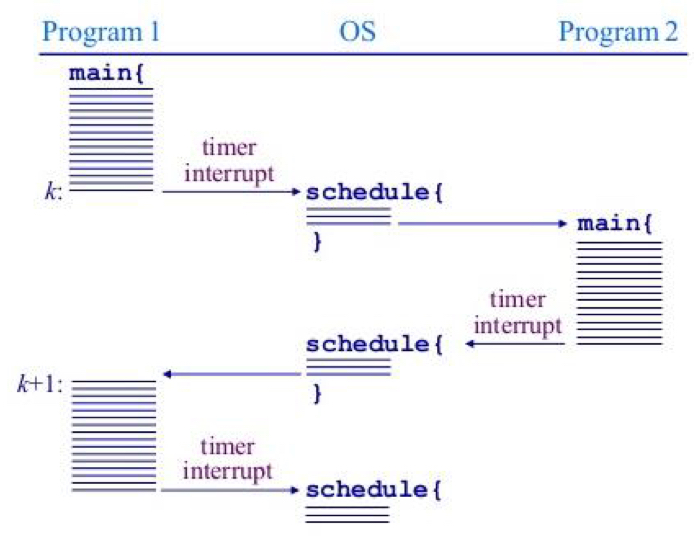 Program 1 OS Program 2
main{
timer
interrupt
k: schedule{
main{
}
timer
interrupt
schedule{
k+1:
}
timer
interrupt
schedule{